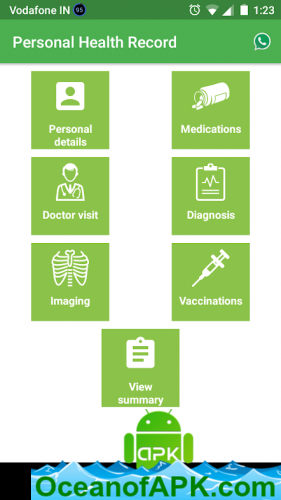 Vodafone IN 95 1:23
Personal Health Record
Personal
details
Medications
Doctor visit
Diagnosis
Imaging
Vaccinations
View
summary
APK
OceanofAPK.com